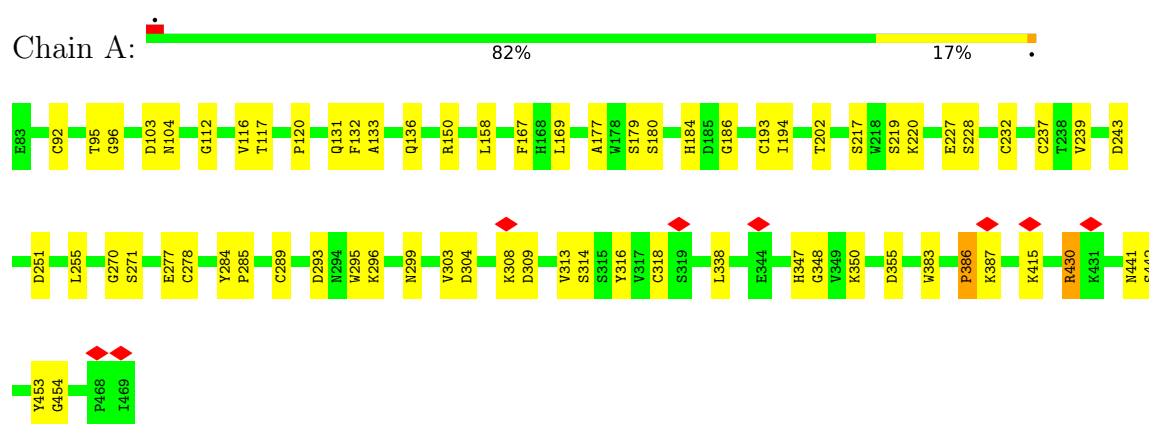 Chain A:
82% 17%
E83 C92 T95 G96 D103 N104 G112 V116 T117 P120 Q131 F132 A133 Q136 R150 L158 F167 H168 L169 A177 W178 S179 S180 H184 D185 G186 C193 I194 T202 S217 W218 S219 K220 E227 S228 C232 C237 T238 V239 D243
D251 L255 G270 S271 E277 C278 Y284 P285 C289 D293 N294 W295 K296 N299 V303 D304 K308 D309 V313 S314 S315 Y316 V317 C318 S319 L338 E344 H347 G348 V349 K350 D355 W383 P386 K387 K415 R430 K431 N441
Y453 G454 P468 I469